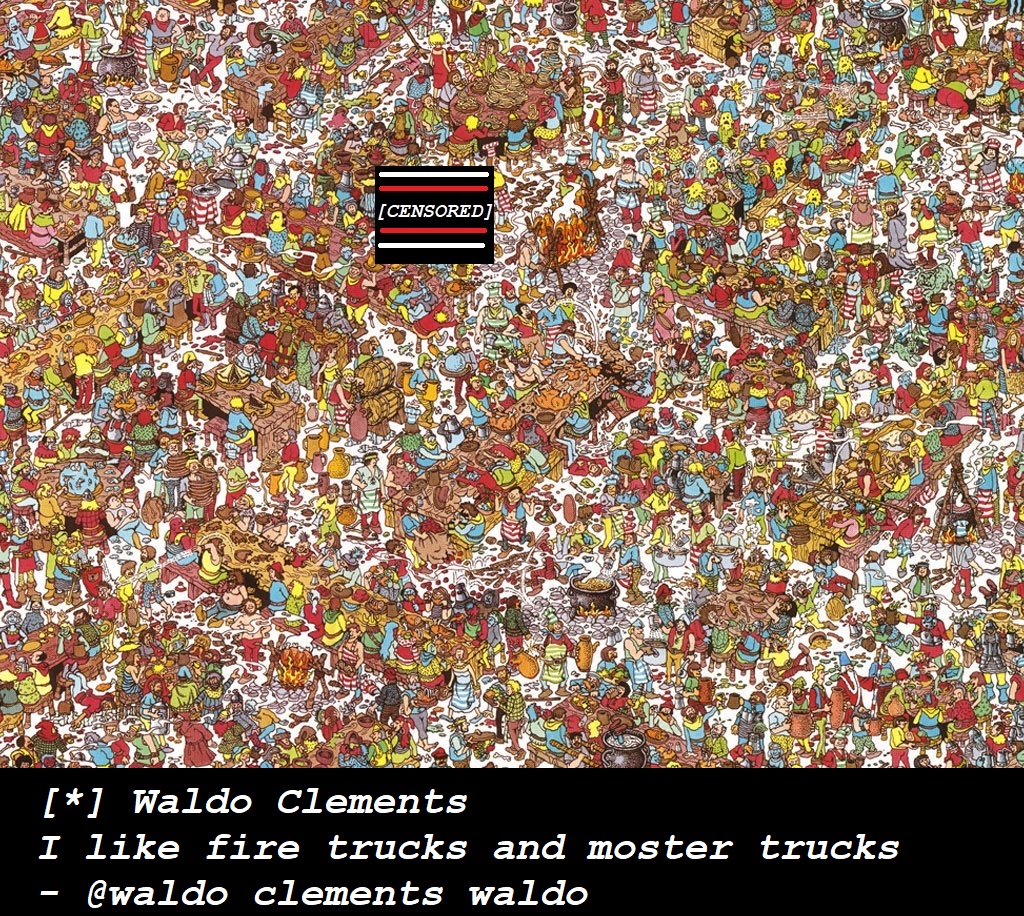 [CENSORED]
[*] Waldo Clements
I like fire trucks and moster trucks
- @waldo clements waldo